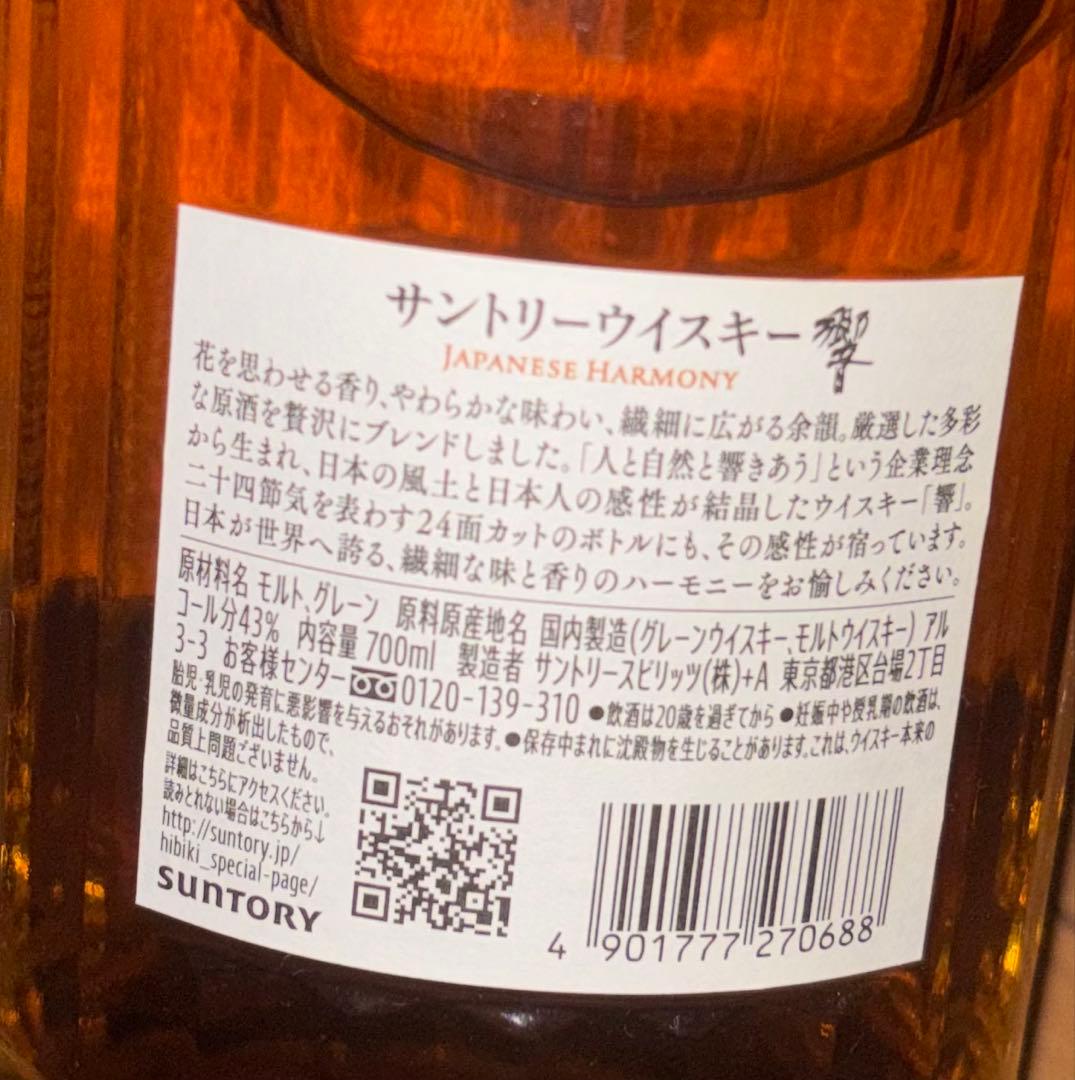 サントリーウイスキー 響
JAPANESE HARMONY
花を思わせる香り、やわらかな味わい、繊細に広がる余韻。厳選した多彩
な原酒を贅沢にブレンドしました。「人と自然と響きあう」という企業理念
から生まれ、日本の風土と日本人の感性が結晶したウイスキー「響」。
二十四節気を表わす24面カットのボトルにも、その感性が宿っています。
日本が世界へ誇る、繊細な味と香りのハーモニーをお愉しみください。
原材料名 モルト、グレーン 原料原産地名 国内製造(グレーンウイスキー、モルトウイスキー) アル
コール分43% 内容量 700ml 製造者 サントリースピリッツ(株)+A 東京都港区台場2丁目
3-3 お客様センター 0120-139-310 ●飲酒は20歳を過ぎてから ●妊娠中や授乳期の飲酒は、
胎児・乳児の発育に悪影響を与えるおそれがあります。●保存中まれに沈殿物を生じることがあります。これは、ウイスキー本来の
微量成分が析出したもので、
品質上問題ございません。
詳細はこちらにアクセスください。
読みとれない場合はこちらから↓
http://suntory.jp/
hibiki_special-page/
SUNTORY
4 901777 270688